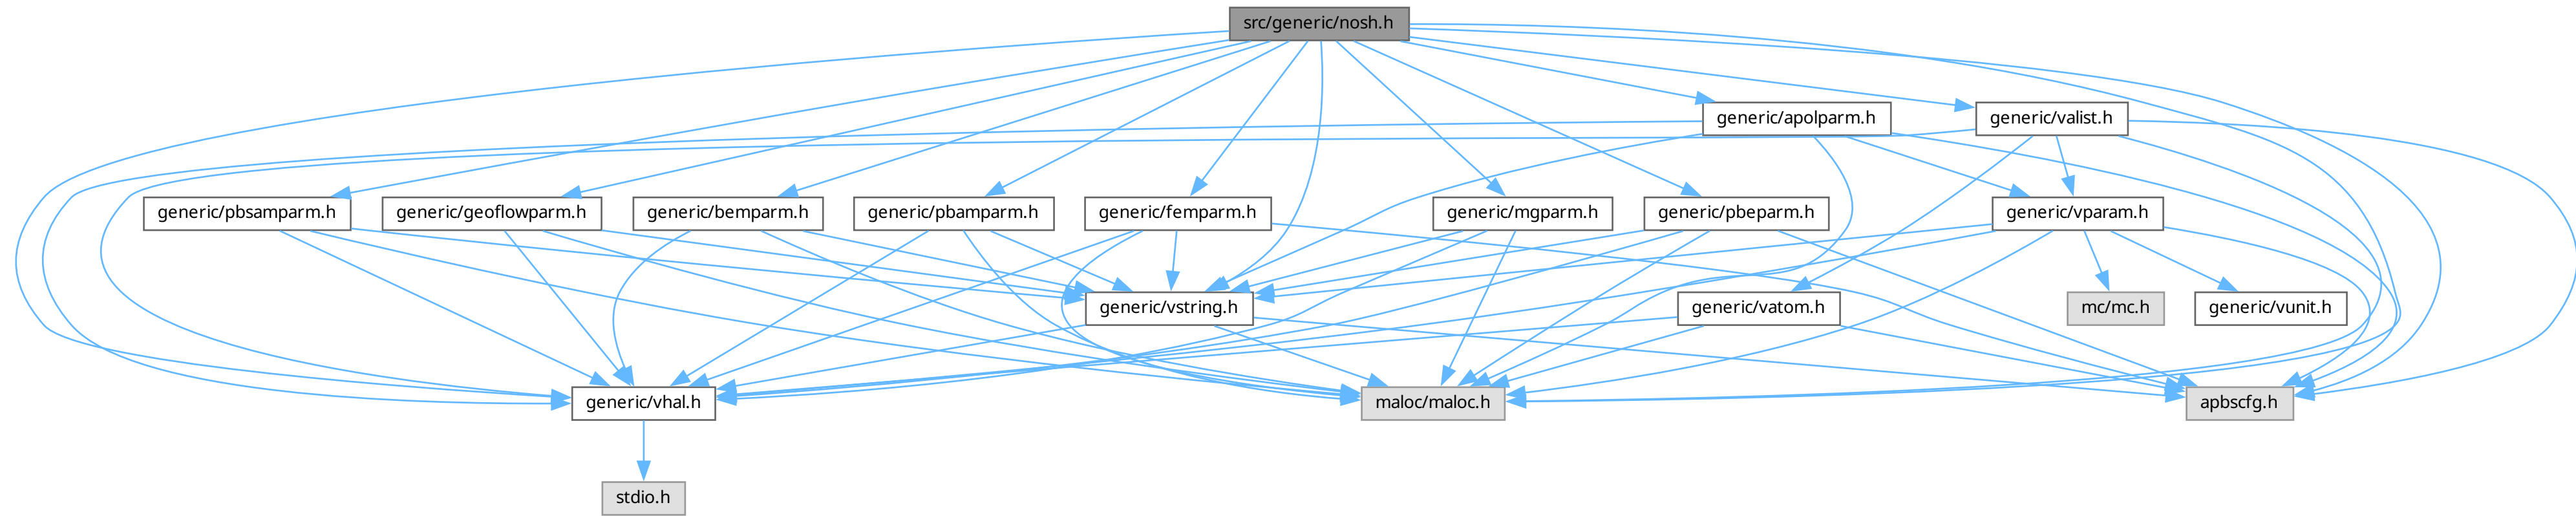 src/generic/nosh.h
generic/apolparm.h
generic/valist.h
generic/pbsamparm.h
generic/geoflowparm.h
generic/bemparm.h
generic/pbamparm.h
generic/femparm.h
generic/mgparm.h
generic/pbeparm.h
generic/vparam.h
generic/vstring.h
generic/vatom.h
mc/mc.h
generic/vunit.h
generic/vhal.h
maloc/maloc.h
apbscfg.h
stdio.h